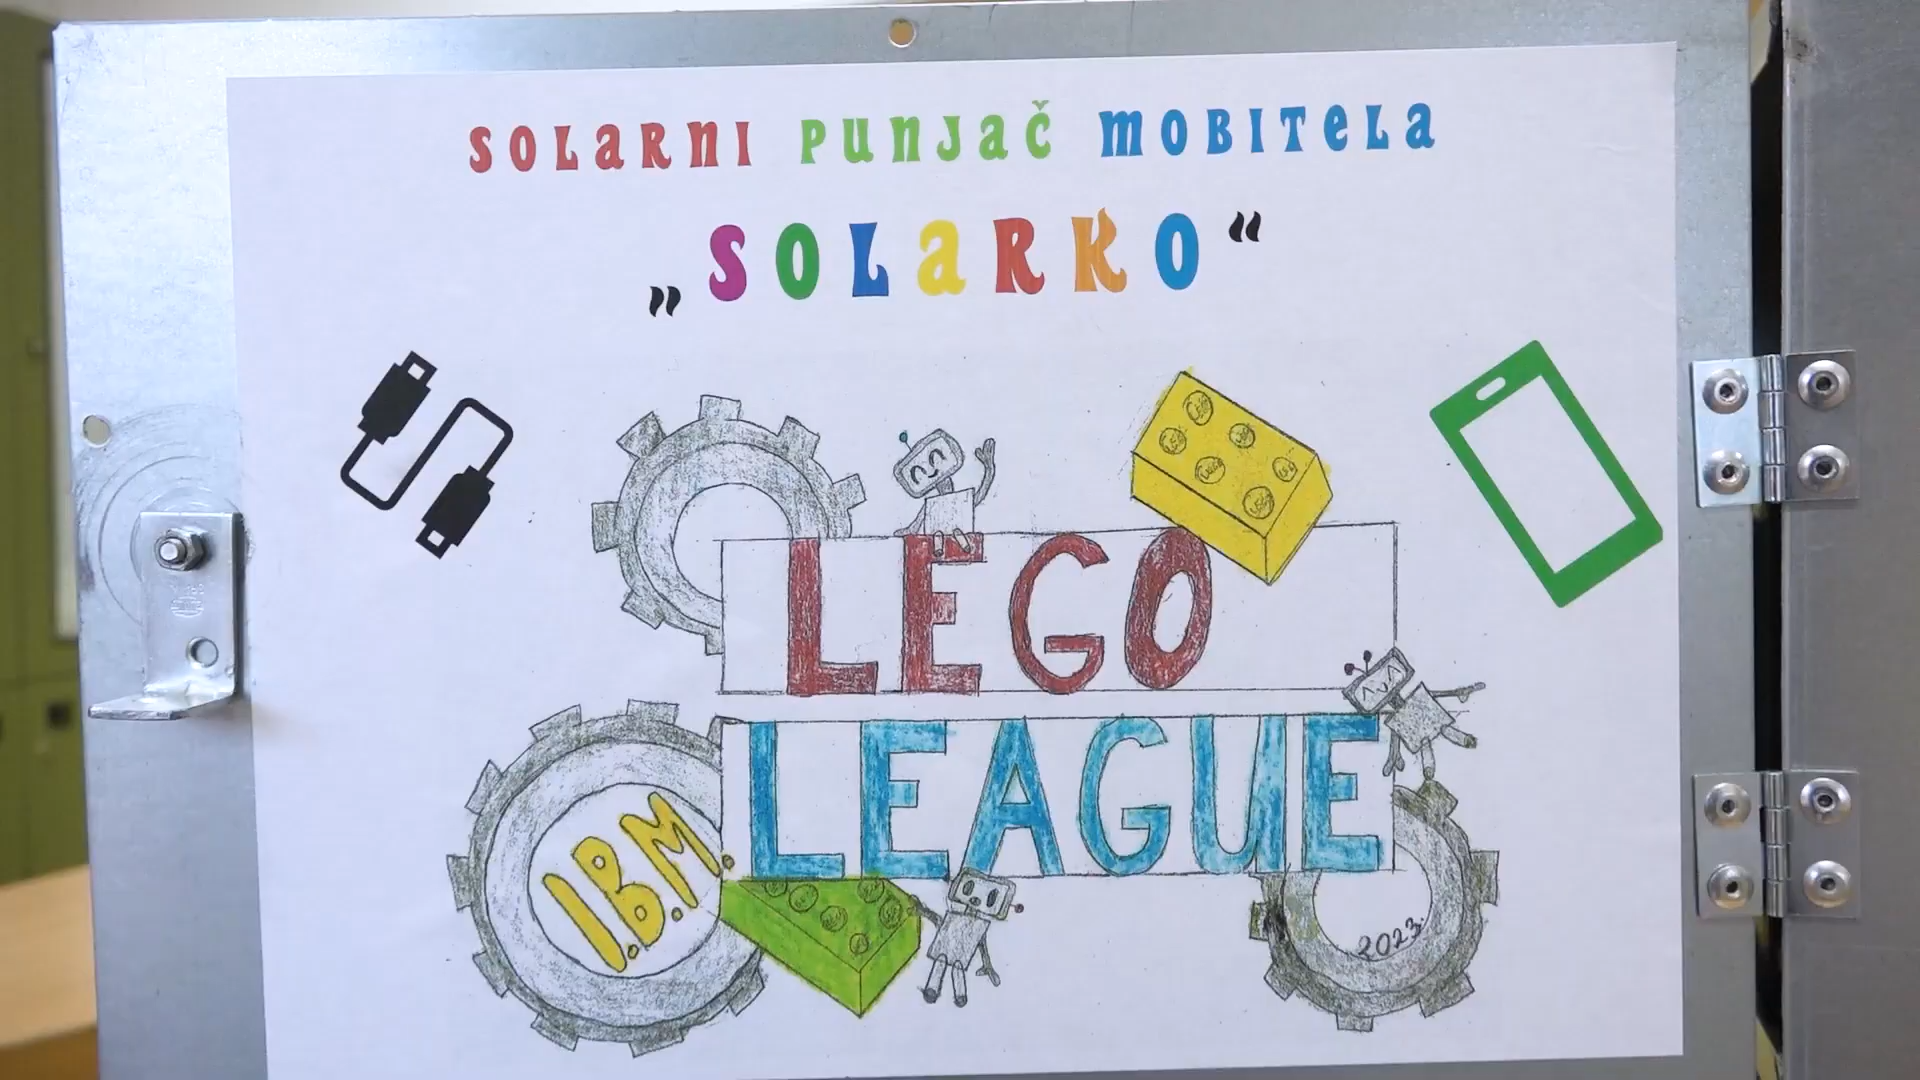 SOLARNI PUNJAČ MOBITELA
„SOLARKO“
LEGO
LEAGUE
I.B.M.
2023.